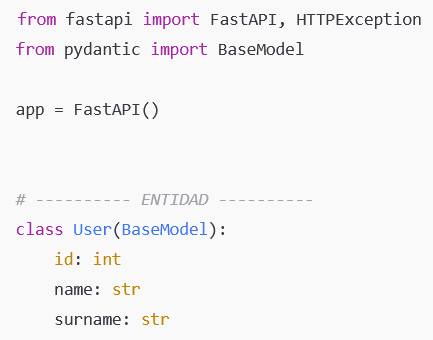 from fastapi import FastAPI, HTTPException
from pydantic import BaseModel
app = FastAPI()
# ---------- ENTIDAD ----------
class User(BaseModel):
    id: int
    name: str
    surname: str